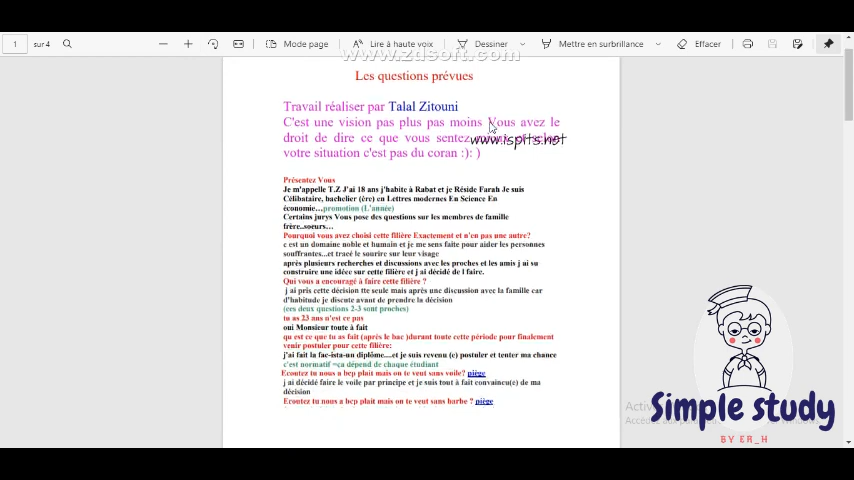 1 sur 4 Mode page Lire à haute voix Dessiner Mettre en surbrillance Effacer
www.zdsoft.com
Les questions prévues
Travail réaliser par Talal Zitouni
C'est une vision pas plus pas moins Vous avez le
droit de dire ce que vous sentez
www.ispits.net
votre situation c'est pas du coran :): )
Présentez Vous
Je m'appelle T.Z J'ai 18 ans j'habite à Rabat et je Réside Farah Je suis
Célibataire, bachelier (ère) en Lettres modernes En Science En
économie…promotion (L'année)
Certains jurys Vous pose des questions sur les membres de famille
frère..soeurs…
Pourquoi vous avez choisi cette filière Exactement et n'en pas une autre?
c est un domaine noble et humain et je me sens faite pour aider les personnes
souffrantes...et tracé le sourire sur leur visage
après plusieurs recherches et discussions avec les proches et les amis j ai su
construire une idée sur cette filière et j ai décidé de l faire.
Qui vous a encouragé à faire cette filière ?
j ai pris cette décision tte seule mais après une discussion avec la famille car
d'habitude je discute avant de prendre la décision
(ces deux questions 2-3 sont proches)
tu as 23 ans n'est ce pas
oui Monsieur toute à fait
qu est ce que tu as fait (après le bac )durant toute cette période pour finalement
venir postuler pour cette filière:
j'ai fait la fac-ista-un diplôme....et je suis revenu (e) postuler et tenter ma chance
c'est normatif =ça dépend de chaque étudiant
Ecoutez tu nous a bcp plait mais on te veut sans voile? piège
j ai décidé faire le voile par principe et je suis tout à fait convaincu(e) de ma
décision
Ecoutez tu nous a bcp plait mais on te veut sans barbe ? piège
Simple study
BY ER_H